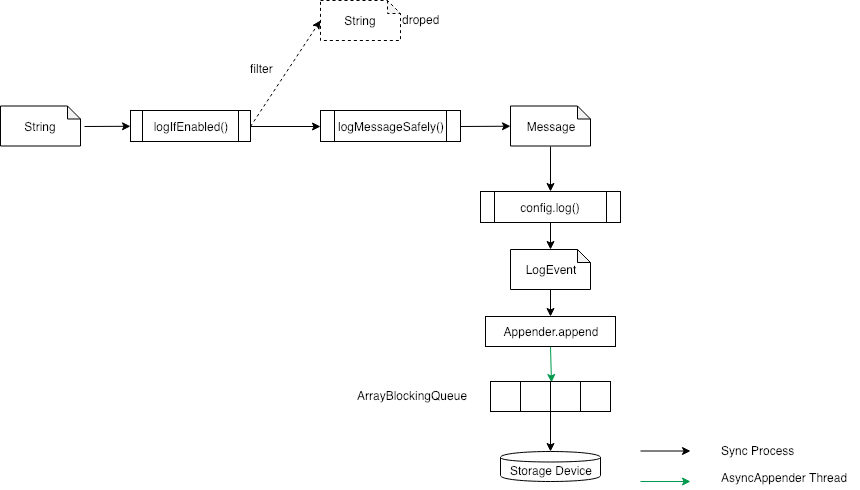 String
droped
filter
String
logIfEnabled()
logMessageSafely()
Message
config.log()
LogEvent
Appender.append
ArrayBlockingQueue
Storage Device
Sync Process
AsyncAppender Thread